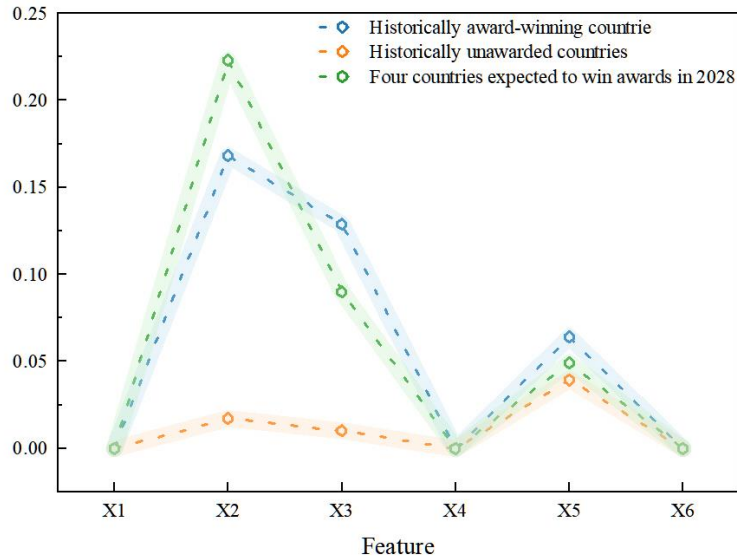 Historically award-winning countrie
Historically unawarded countries
Four countries expected to win awards in 2028
0.25
0.20
0.15
0.10
0.05
0.00
X1 X2 X3 X4 X5 X6
Feature